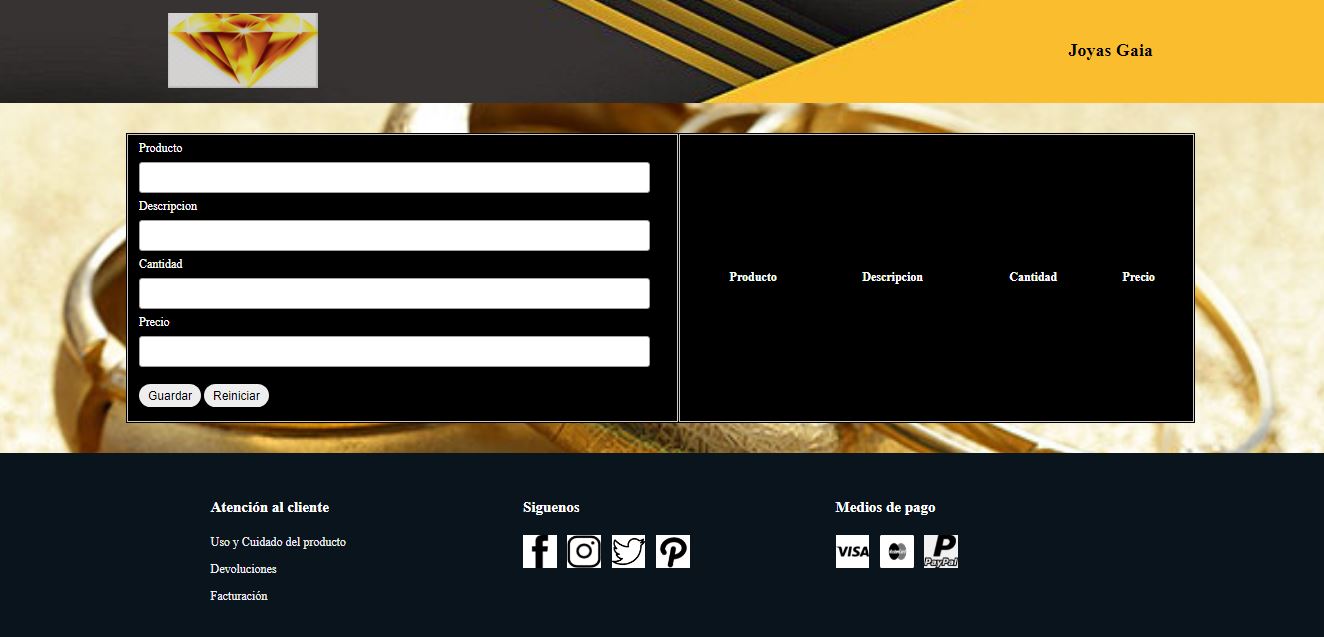 Joyas Gaia
Producto
Descripcion
Cantidad
Precio
Guardar Reiniciar
Producto Descripcion Cantidad Precio
Atención al cliente
Uso y Cuidado del producto
Devoluciones
Facturación
Siguenos
Medios de pago
VISA
PayPal